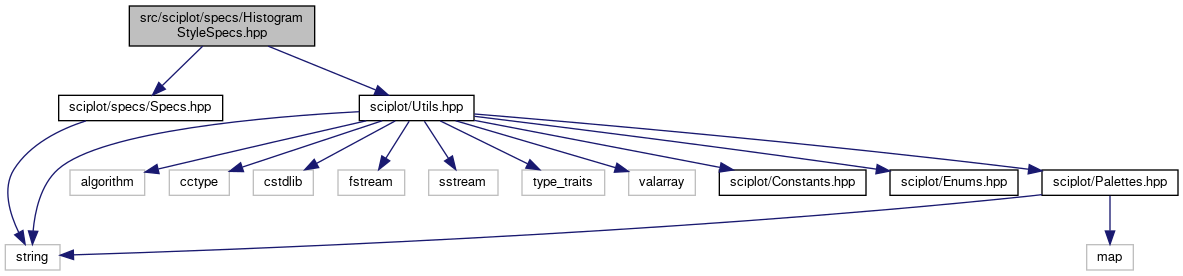 src/sciplot/specs/Histogram
StyleSpecs.hpp
sciplot/specs/Specs.hpp
sciplot/Utils.hpp
algorithm
cctype
cstdlib
fstream
sstream
type_traits
valarray
sciplot/Constants.hpp
sciplot/Enums.hpp
sciplot/Palettes.hpp
string
map